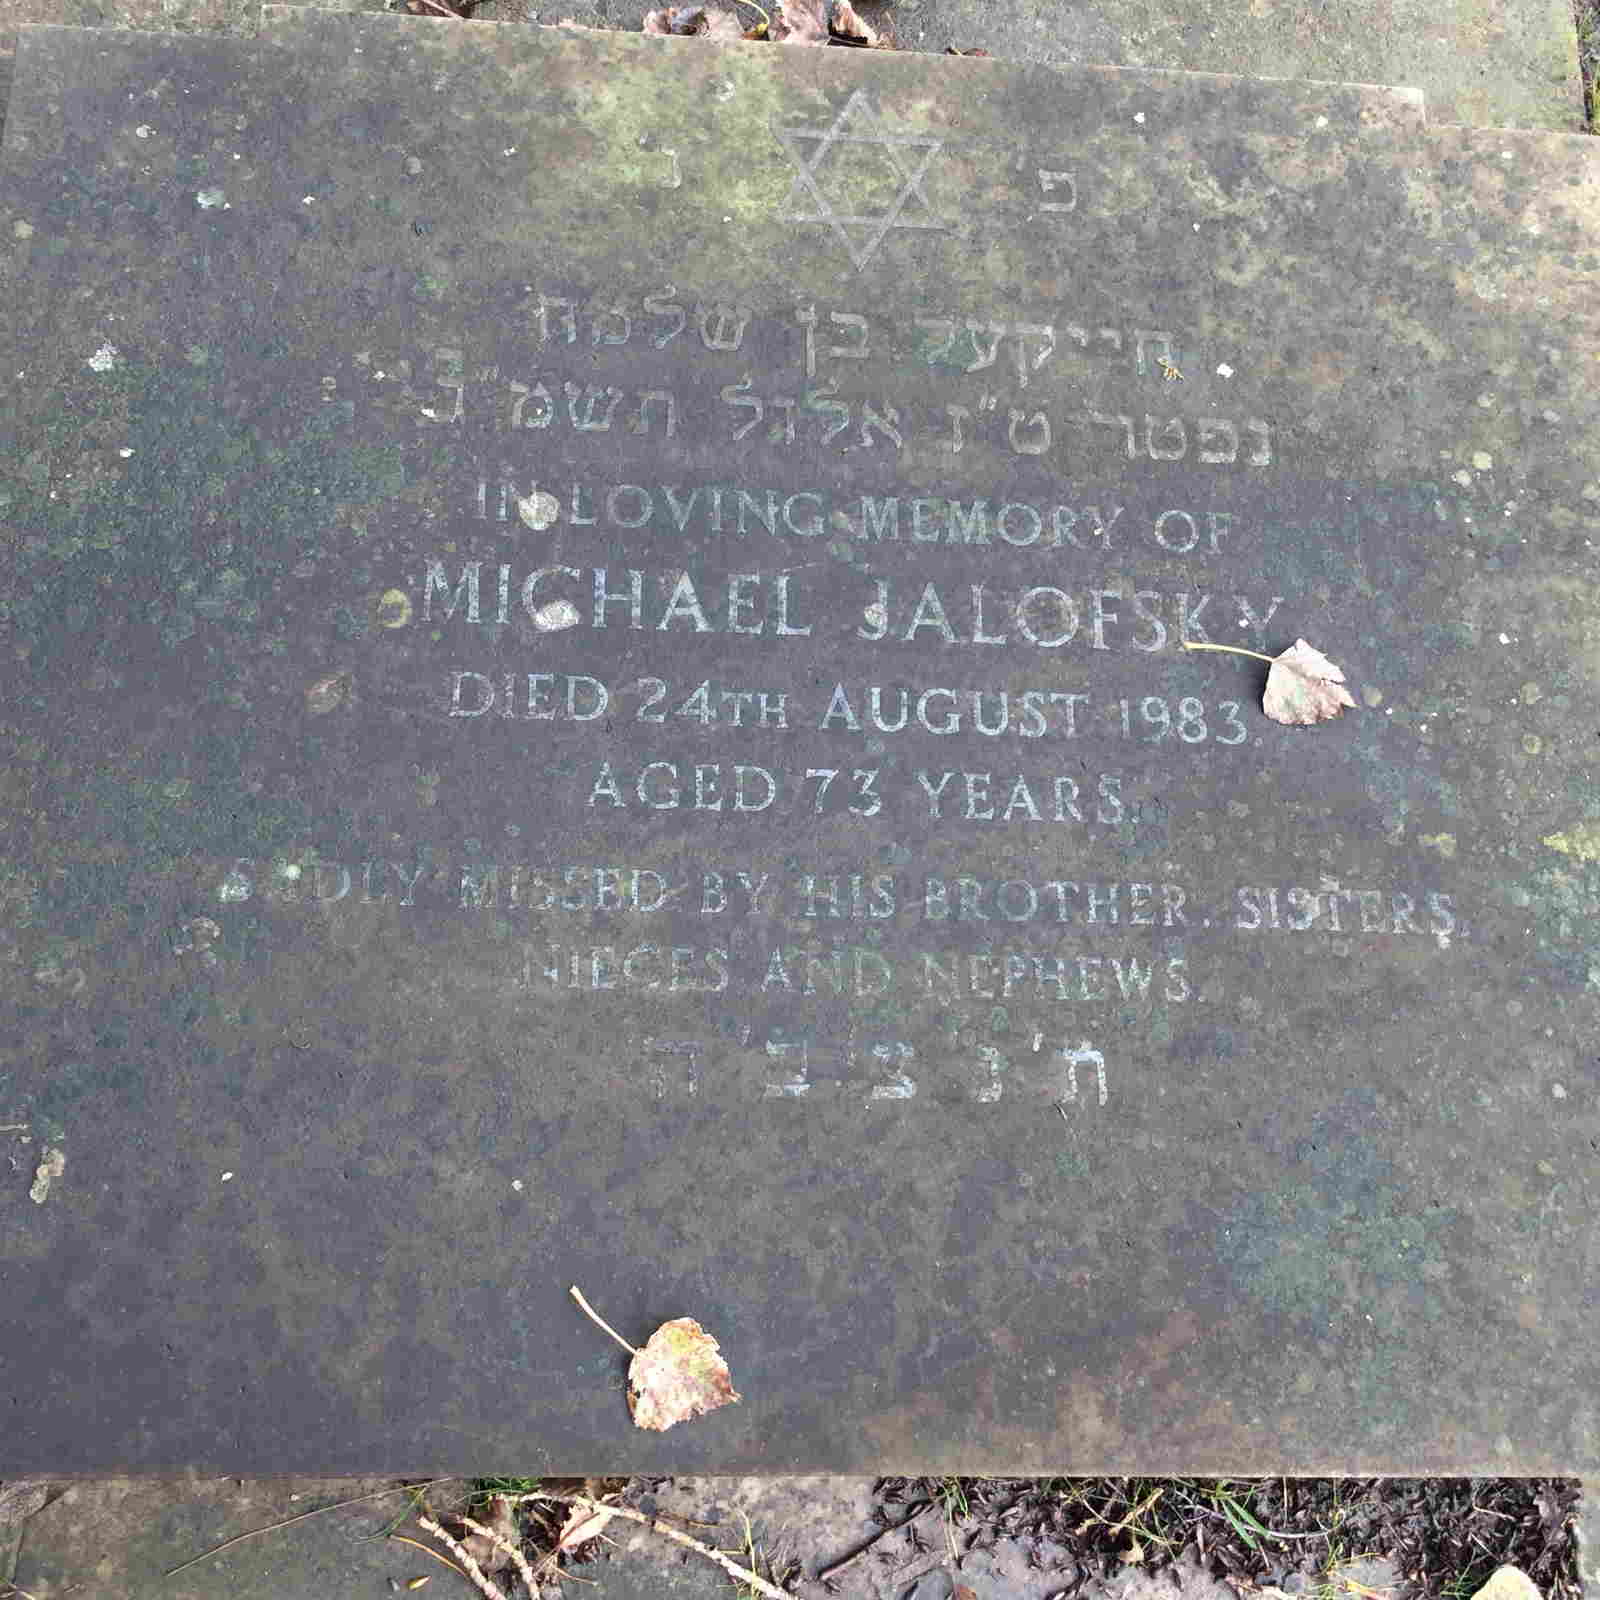 פ' נ'
חייקעל בן שלמה
נפטר ט"ז אלול תשמ"ג
IN LOVING MEMORY OF
MICHAEL JALOFSKY
DIED 24TH AUGUST 1983.
AGED 73 YEARS.
SADLY MISSED BY HIS BROTHER, SISTERS,
NIECES AND NEPHEWS.
ת'נ'צ'ב'ה